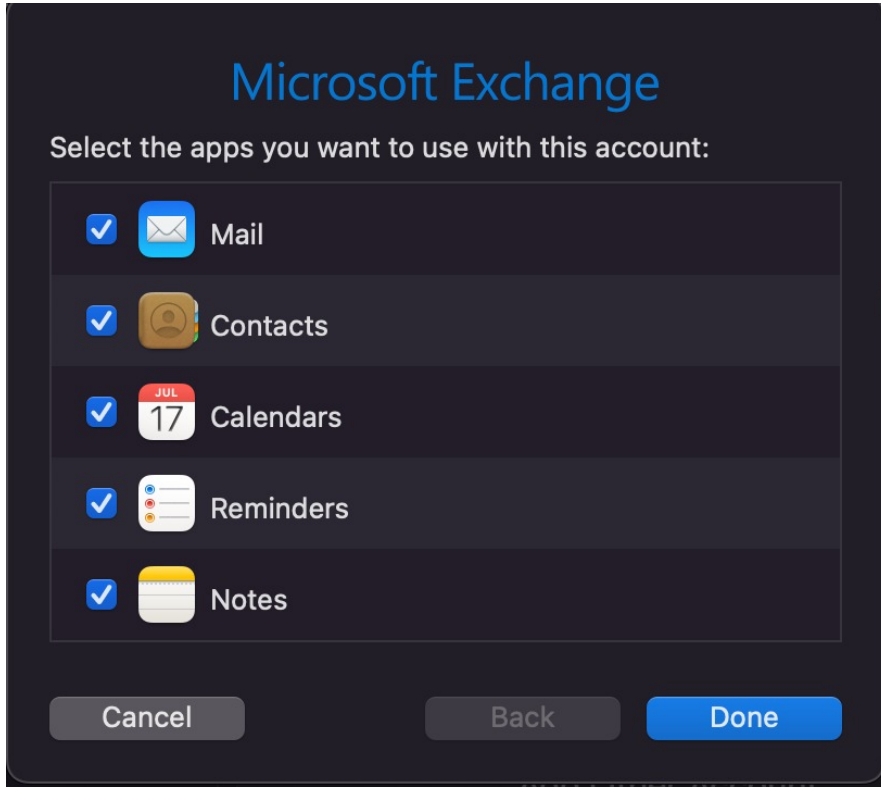 Microsoft Exchange
Select the apps you want to use with this account:
Mail
Contacts
JUL
17
Calendars
Reminders
Notes
Cancel
Back
Done